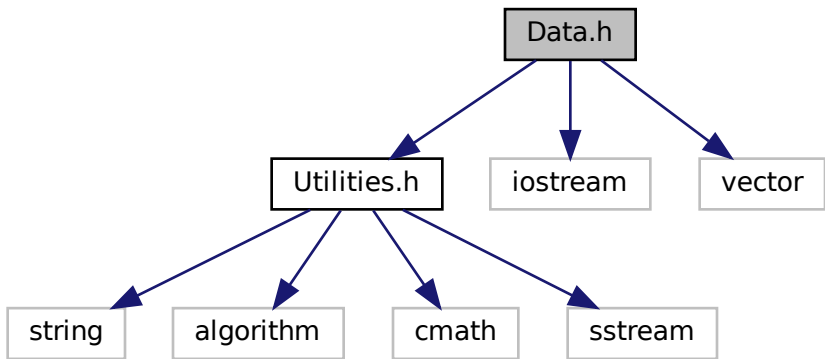 Data.h
Utilities.h
iostream
vector
string
algorithm
cmath
sstream